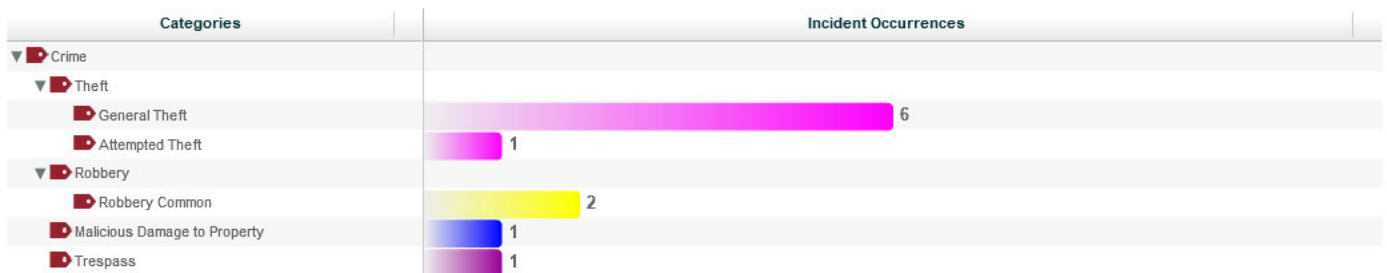 Categories Incident Occurrences
Crime
Theft
General Theft 6
Attempted Theft 1
Robbery
Robbery Common 2
Malicious Damage to Property 1
Trespass 1